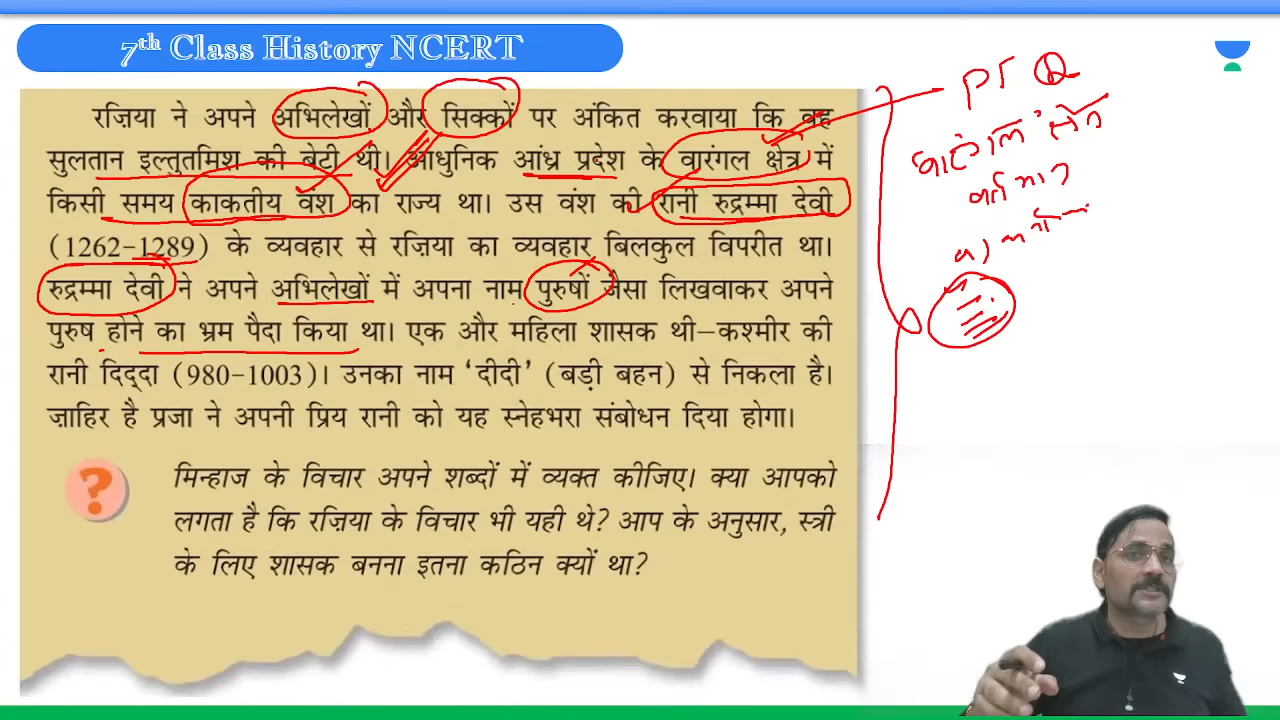 7th Class History NCERT
रज़िया ने अपने अभिलेखों और सिक्कों पर अंकित करवाया कि वह
सुलतान इल्तुतमिश की बेटी थी। आधुनिक आंध्र प्रदेश के वारंगल क्षेत्र में
किसी समय काकतीय वंश का राज्य था। उस वंश की रानी रुद्रम्मा देवी
(1262–1289) के व्यवहार से रज़िया का व्यवहार बिलकुल विपरीत था।
रुद्रम्मा देवी ने अपने अभिलेखों में अपना नाम पुरुषों जैसा लिखवाकर अपने
पुरुष होने का भ्रम पैदा किया था। एक और महिला शासक थी–कश्मीर की
रानी दिद्दा (980–1003)। उनका नाम ‘दीदी’ (बड़ी बहन) से निकला है।
ज़ाहिर है प्रजा ने अपनी प्रिय रानी को यह स्नेहभरा संबोधन दिया होगा।
?
मिन्हाज के विचार अपने शब्दों में व्यक्त कीजिए। क्या आपको
लगता है कि रज़िया के विचार भी यही थे? आप के अनुसार, स्त्री
के लिए शासक बनना इतना कठिन क्यों था?